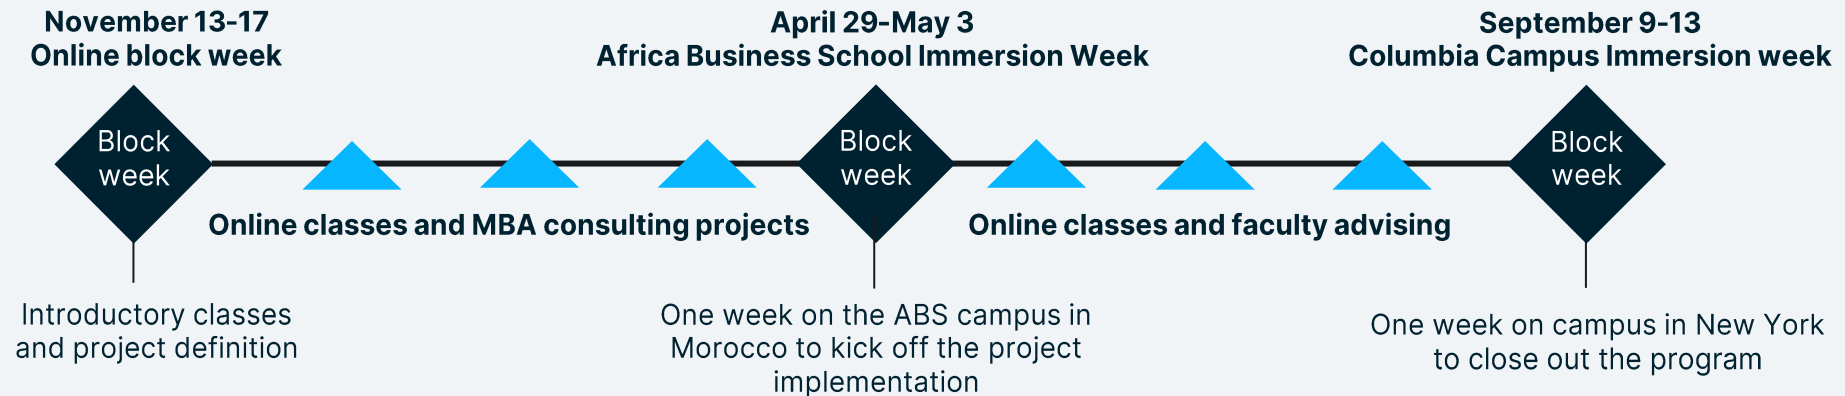 November 13-17
Online block week
April 29-May 3
Africa Business School Immersion Week
September 9-13
Columbia Campus Immersion week
Block
week
Block
week
Block
week
Online classes and MBA consulting projects
Online classes and faculty advising
Introductory classes
and project definition
One week on the ABS campus in
Morocco to kick off the project
implementation
One week on campus in New York
to close out the program